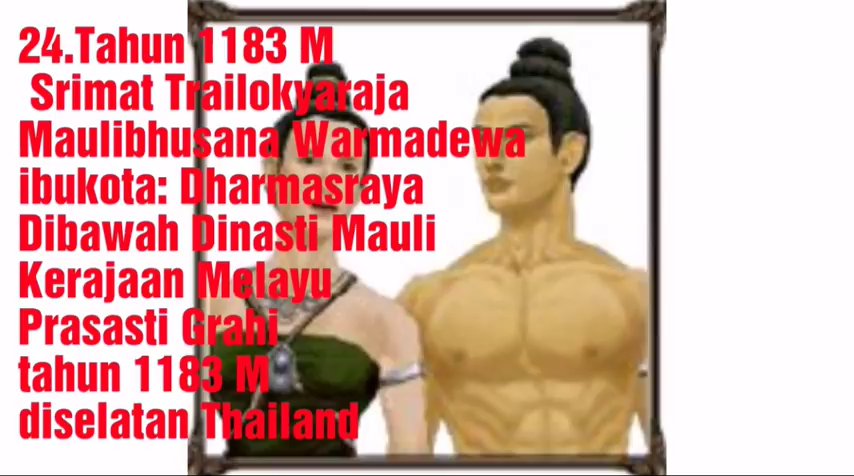 24.Tahun 1183 M
Srimat Trailokyaraja
Maulibhusana Warmadewa
ibukota: Dharmasraya
Dibawah Dinasti Mauli
Kerajaan Melayu
Prasasti Grahi
tahun 1183 M
diselatan Thailand